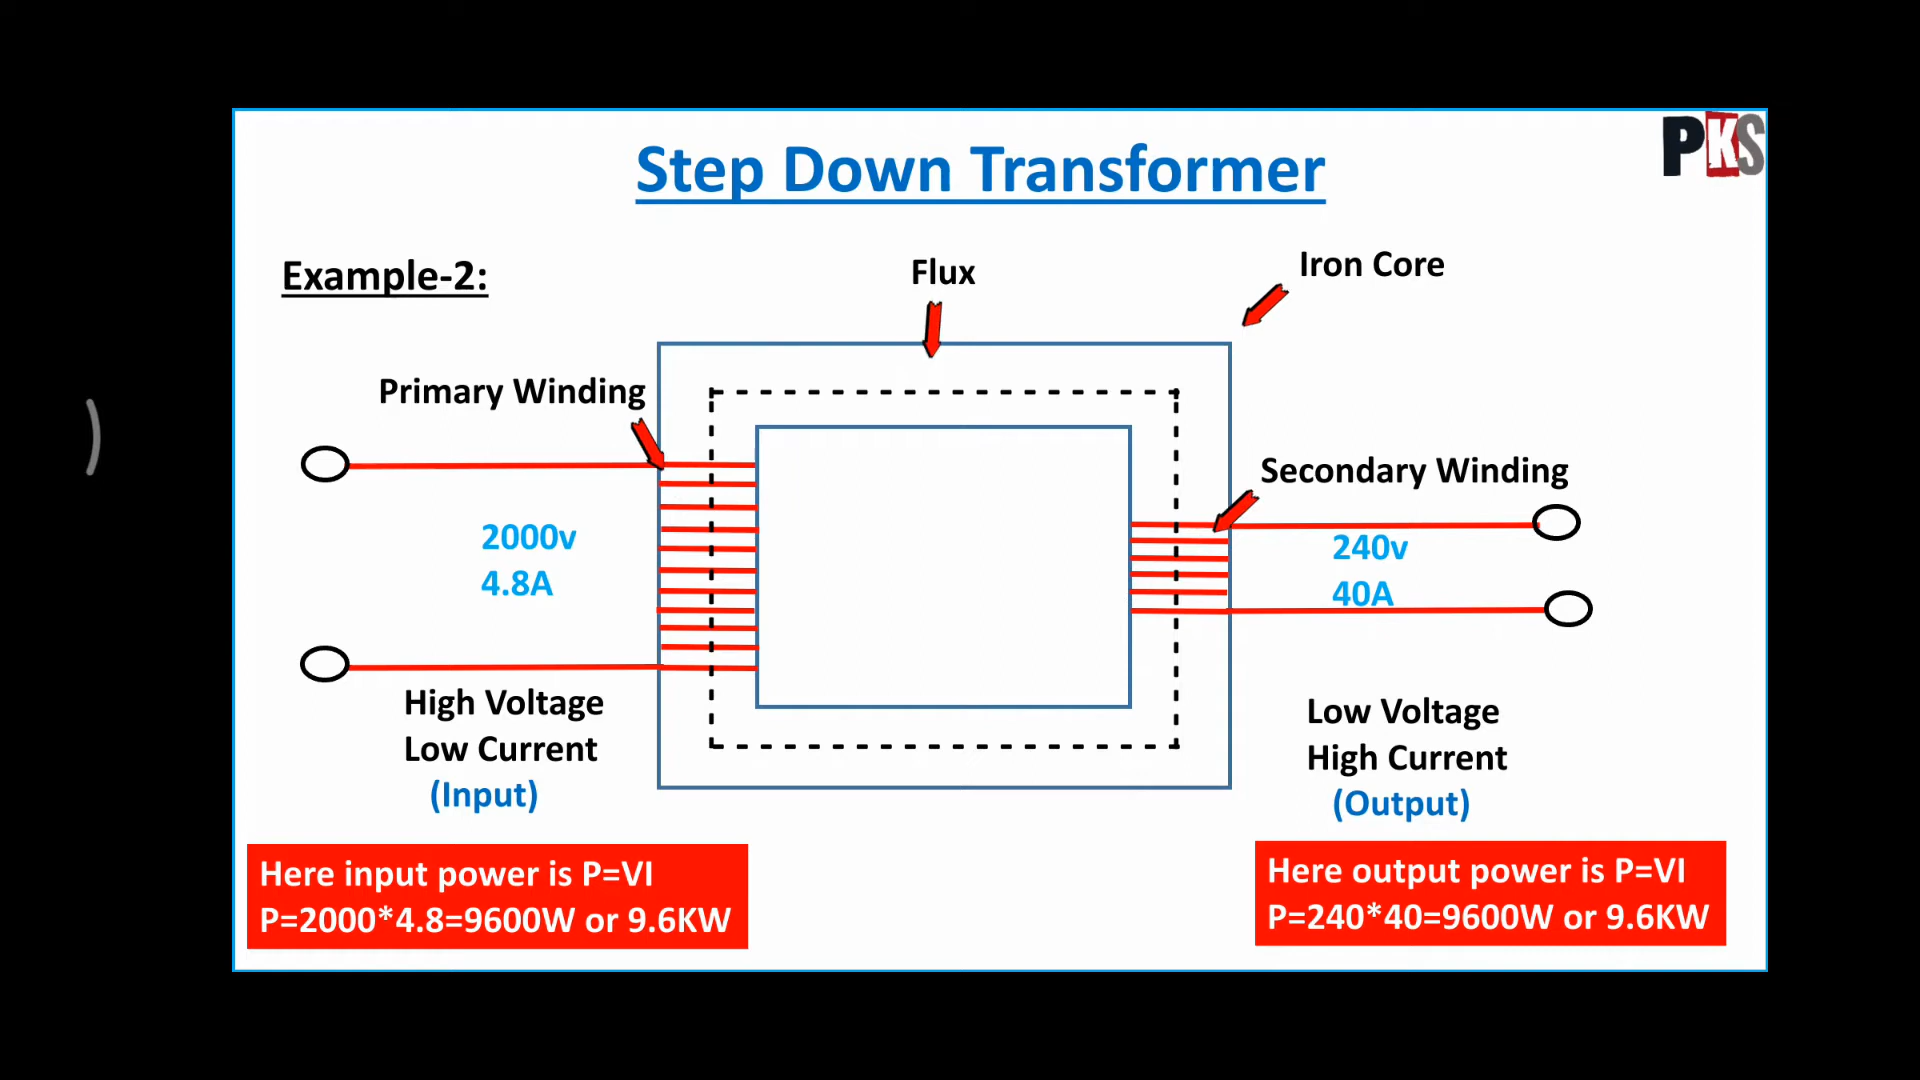 Step Down Transformer
PKS
Example-2:
Flux
Iron Core
Primary Winding
Secondary Winding
2000v
4.8A
240v
40A
High Voltage
Low Current
(Input)
Low Voltage
High Current
(Output)
Here input power is P=VI
P=2000*4.8=9600W or 9.6KW
Here output power is P=VI
P=240*40=9600W or 9.6KW